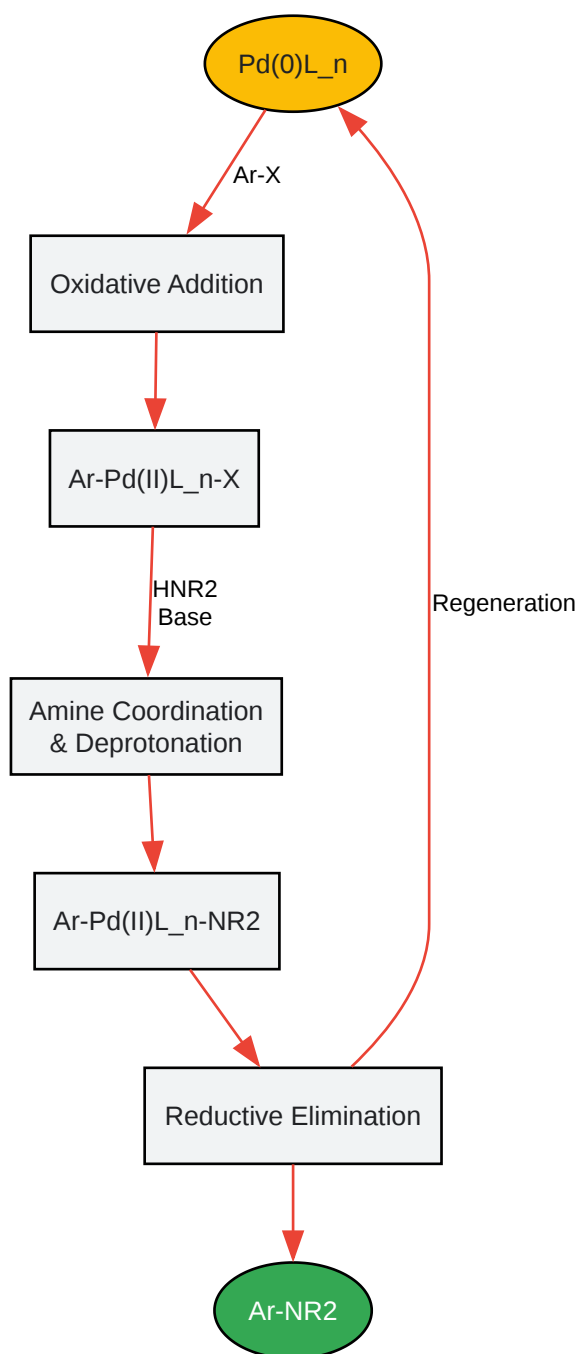 Pd(0)L_n
Ar-X
Oxidative Addition
Ar-Pd(II)L_n-X
HNR2
Base
Regeneration
Amine Coordination
& Deprotonation
Ar-Pd(II)L_n-NR2
Reductive Elimination
Ar-NR2